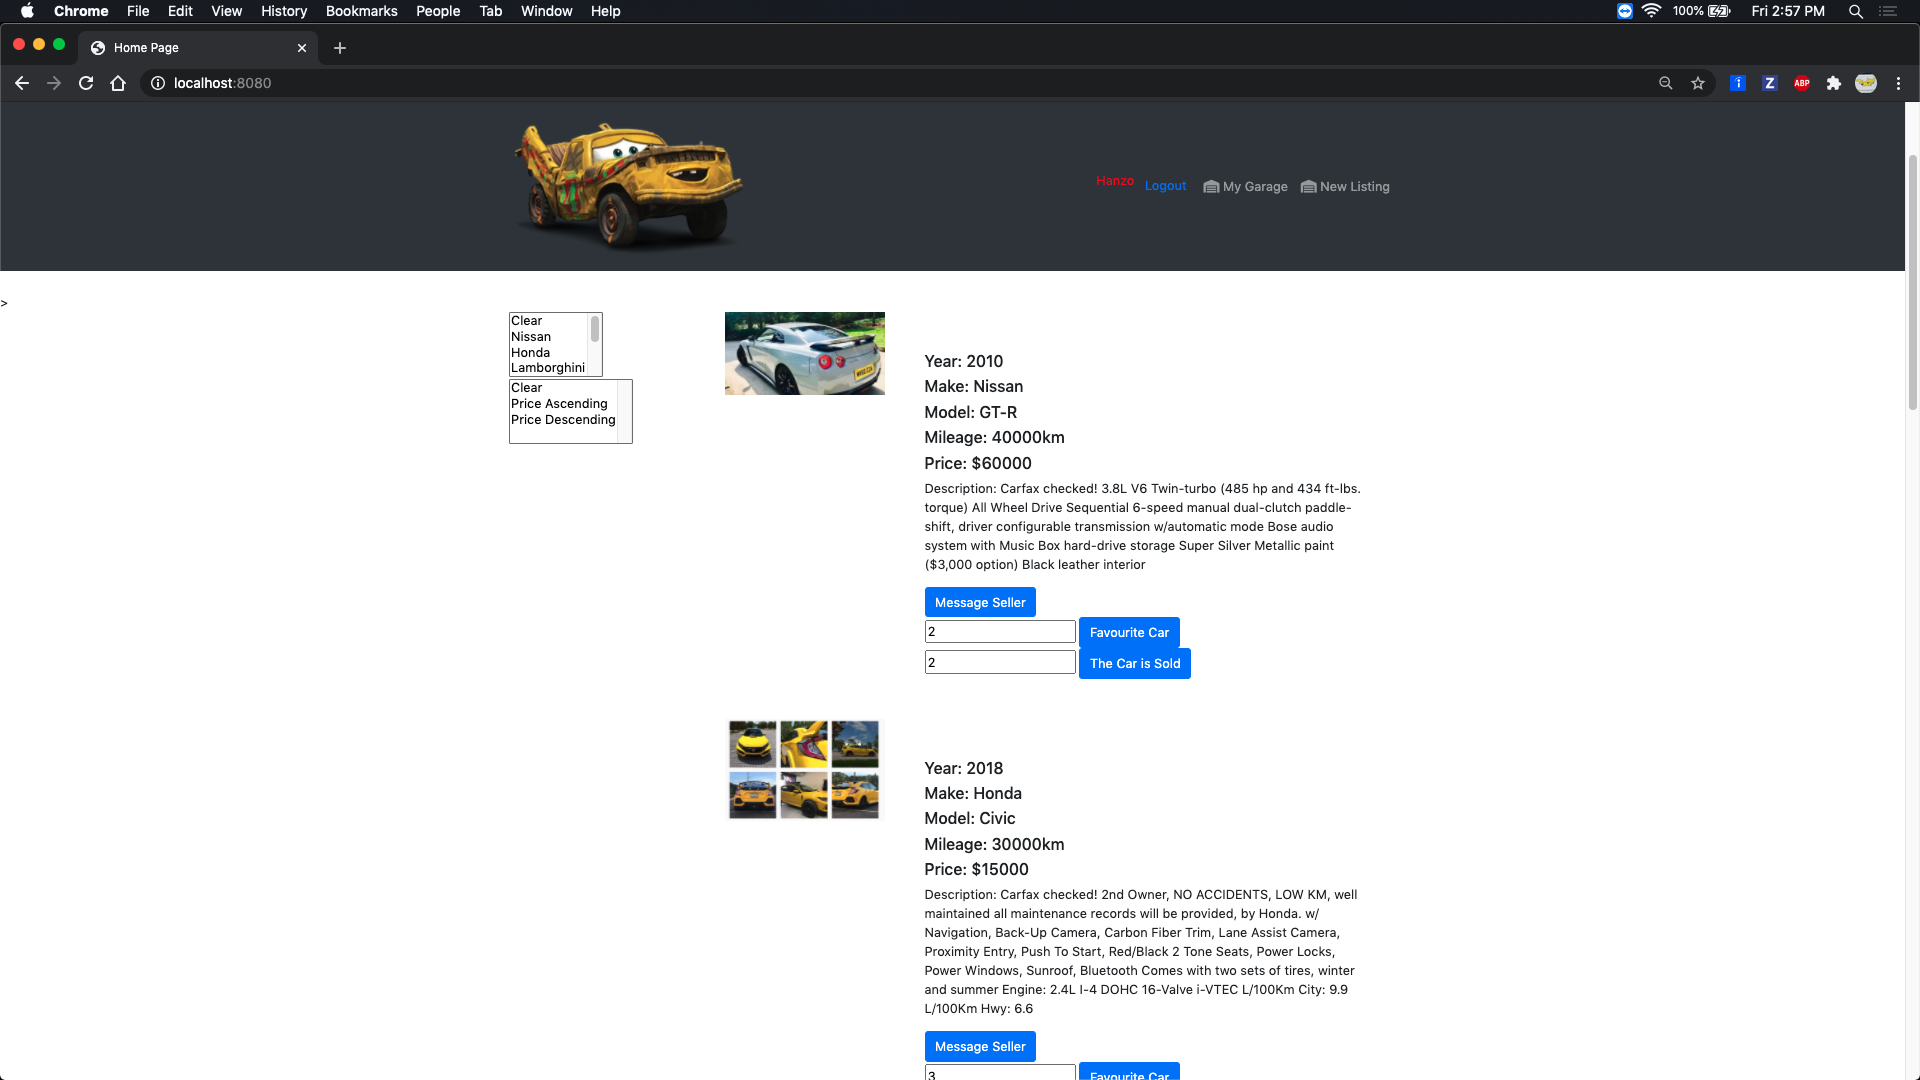 Chrome File Edit View History Bookmarks People Tab Window Help 100% Fri 2:57 PM
Home Page
localhost:8080
Z
ABP
Hanzo Logout My Garage New Listing
>
Clear
Nissan
Honda
Lamborghini
Clear
Price Ascending
Price Descending
Year: 2010
Make: Nissan
Model: GT-R
Mileage: 40000km
Price: $60000
Description: Carfax checked! 3.8L V6 Twin-turbo (485 hp and 434 ft-lbs.
torque) All Wheel Drive Sequential 6-speed manual dual-clutch paddle-
shift, driver configurable transmission w/automatic mode Bose audio
system with Music Box hard-drive storage Super Silver Metallic paint
($3,000 option) Black leather interior
Message Seller
2 Favourite Car
2 The Car is Sold
Year: 2018
Make: Honda
Model: Civic
Mileage: 30000km
Price: $15000
Description: Carfax checked! 2nd Owner, NO ACCIDENTS, LOW KM, well
maintained all maintenance records will be provided, by Honda. w/
Navigation, Back-Up Camera, Carbon Fiber Trim, Lane Assist Camera,
Proximity Entry, Push To Start, Red/Black 2 Tone Seats, Power Locks,
Power Windows, Sunroof, Bluetooth Comes with two sets of tires, winter
and summer Engine: 2.4L I-4 DOHC 16-Valve i-VTEC L/100Km City: 9.9
L/100Km Hwy: 6.6
Message Seller
3 Favourite Car